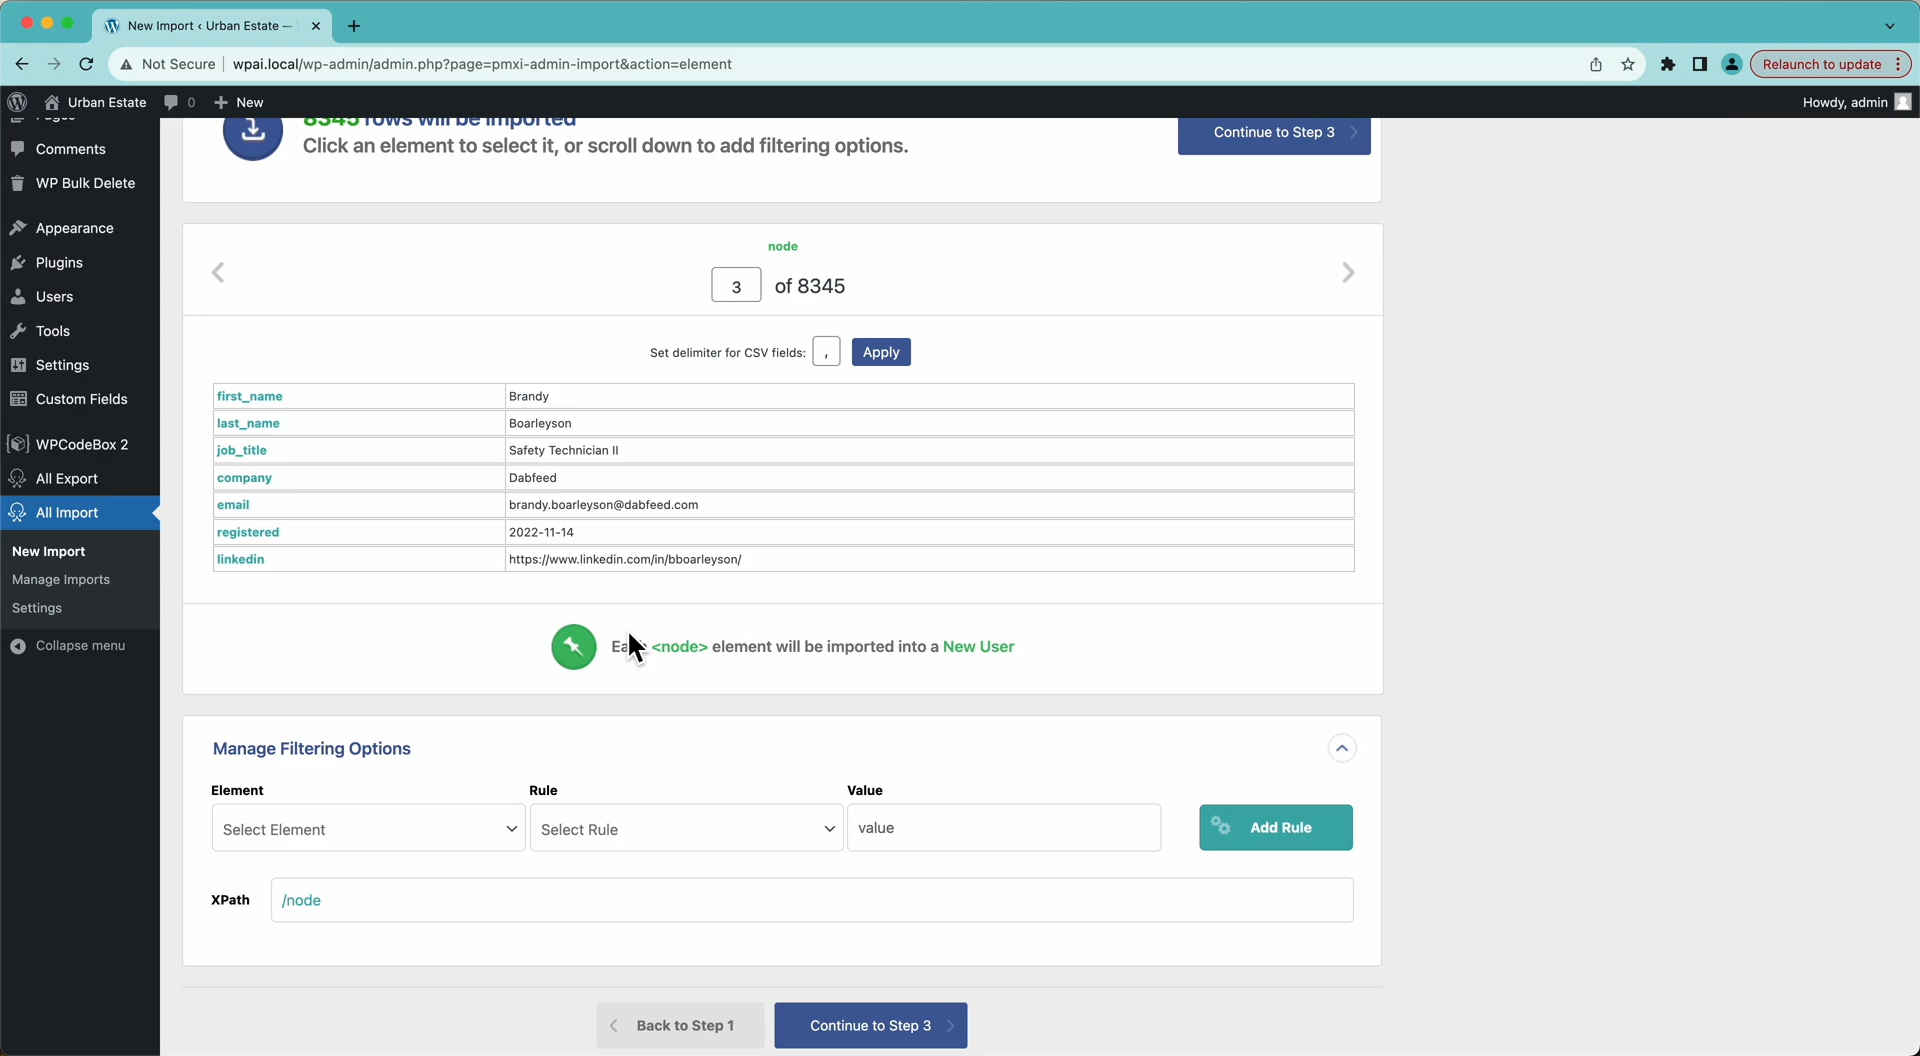 New Import ‹ Urban Estate —
Not Secure
wpai.local/wp-admin/admin.php?page=pmxi-admin-import&action=element
Relaunch to update
Urban Estate
0
New
Howdy, admin
Pages
Comments
WP Bulk Delete
Appearance
Plugins
Users
Tools
Settings
Custom Fields
WPCodeBox 2
All Export
All Import
New Import
Manage Imports
Settings
Collapse menu
8345 rows will be imported
Click an element to select it, or scroll down to add filtering options.
Continue to Step 3
node
3 of 8345
Set delimiter for CSV fields: , Apply
first_name Brandy
last_name Boarleyson
job_title Safety Technician II
company Dabfeed
email brandy.boarleyson@dabfeed.com
registered 2022-11-14
linkedin https://www.linkedin.com/in/bboarleyson/
<node> element will be imported into a New User
Manage Filtering Options
Element Rule Value
Select Element Select Rule value Add Rule
XPath /node
Back to Step 1 Continue to Step 3